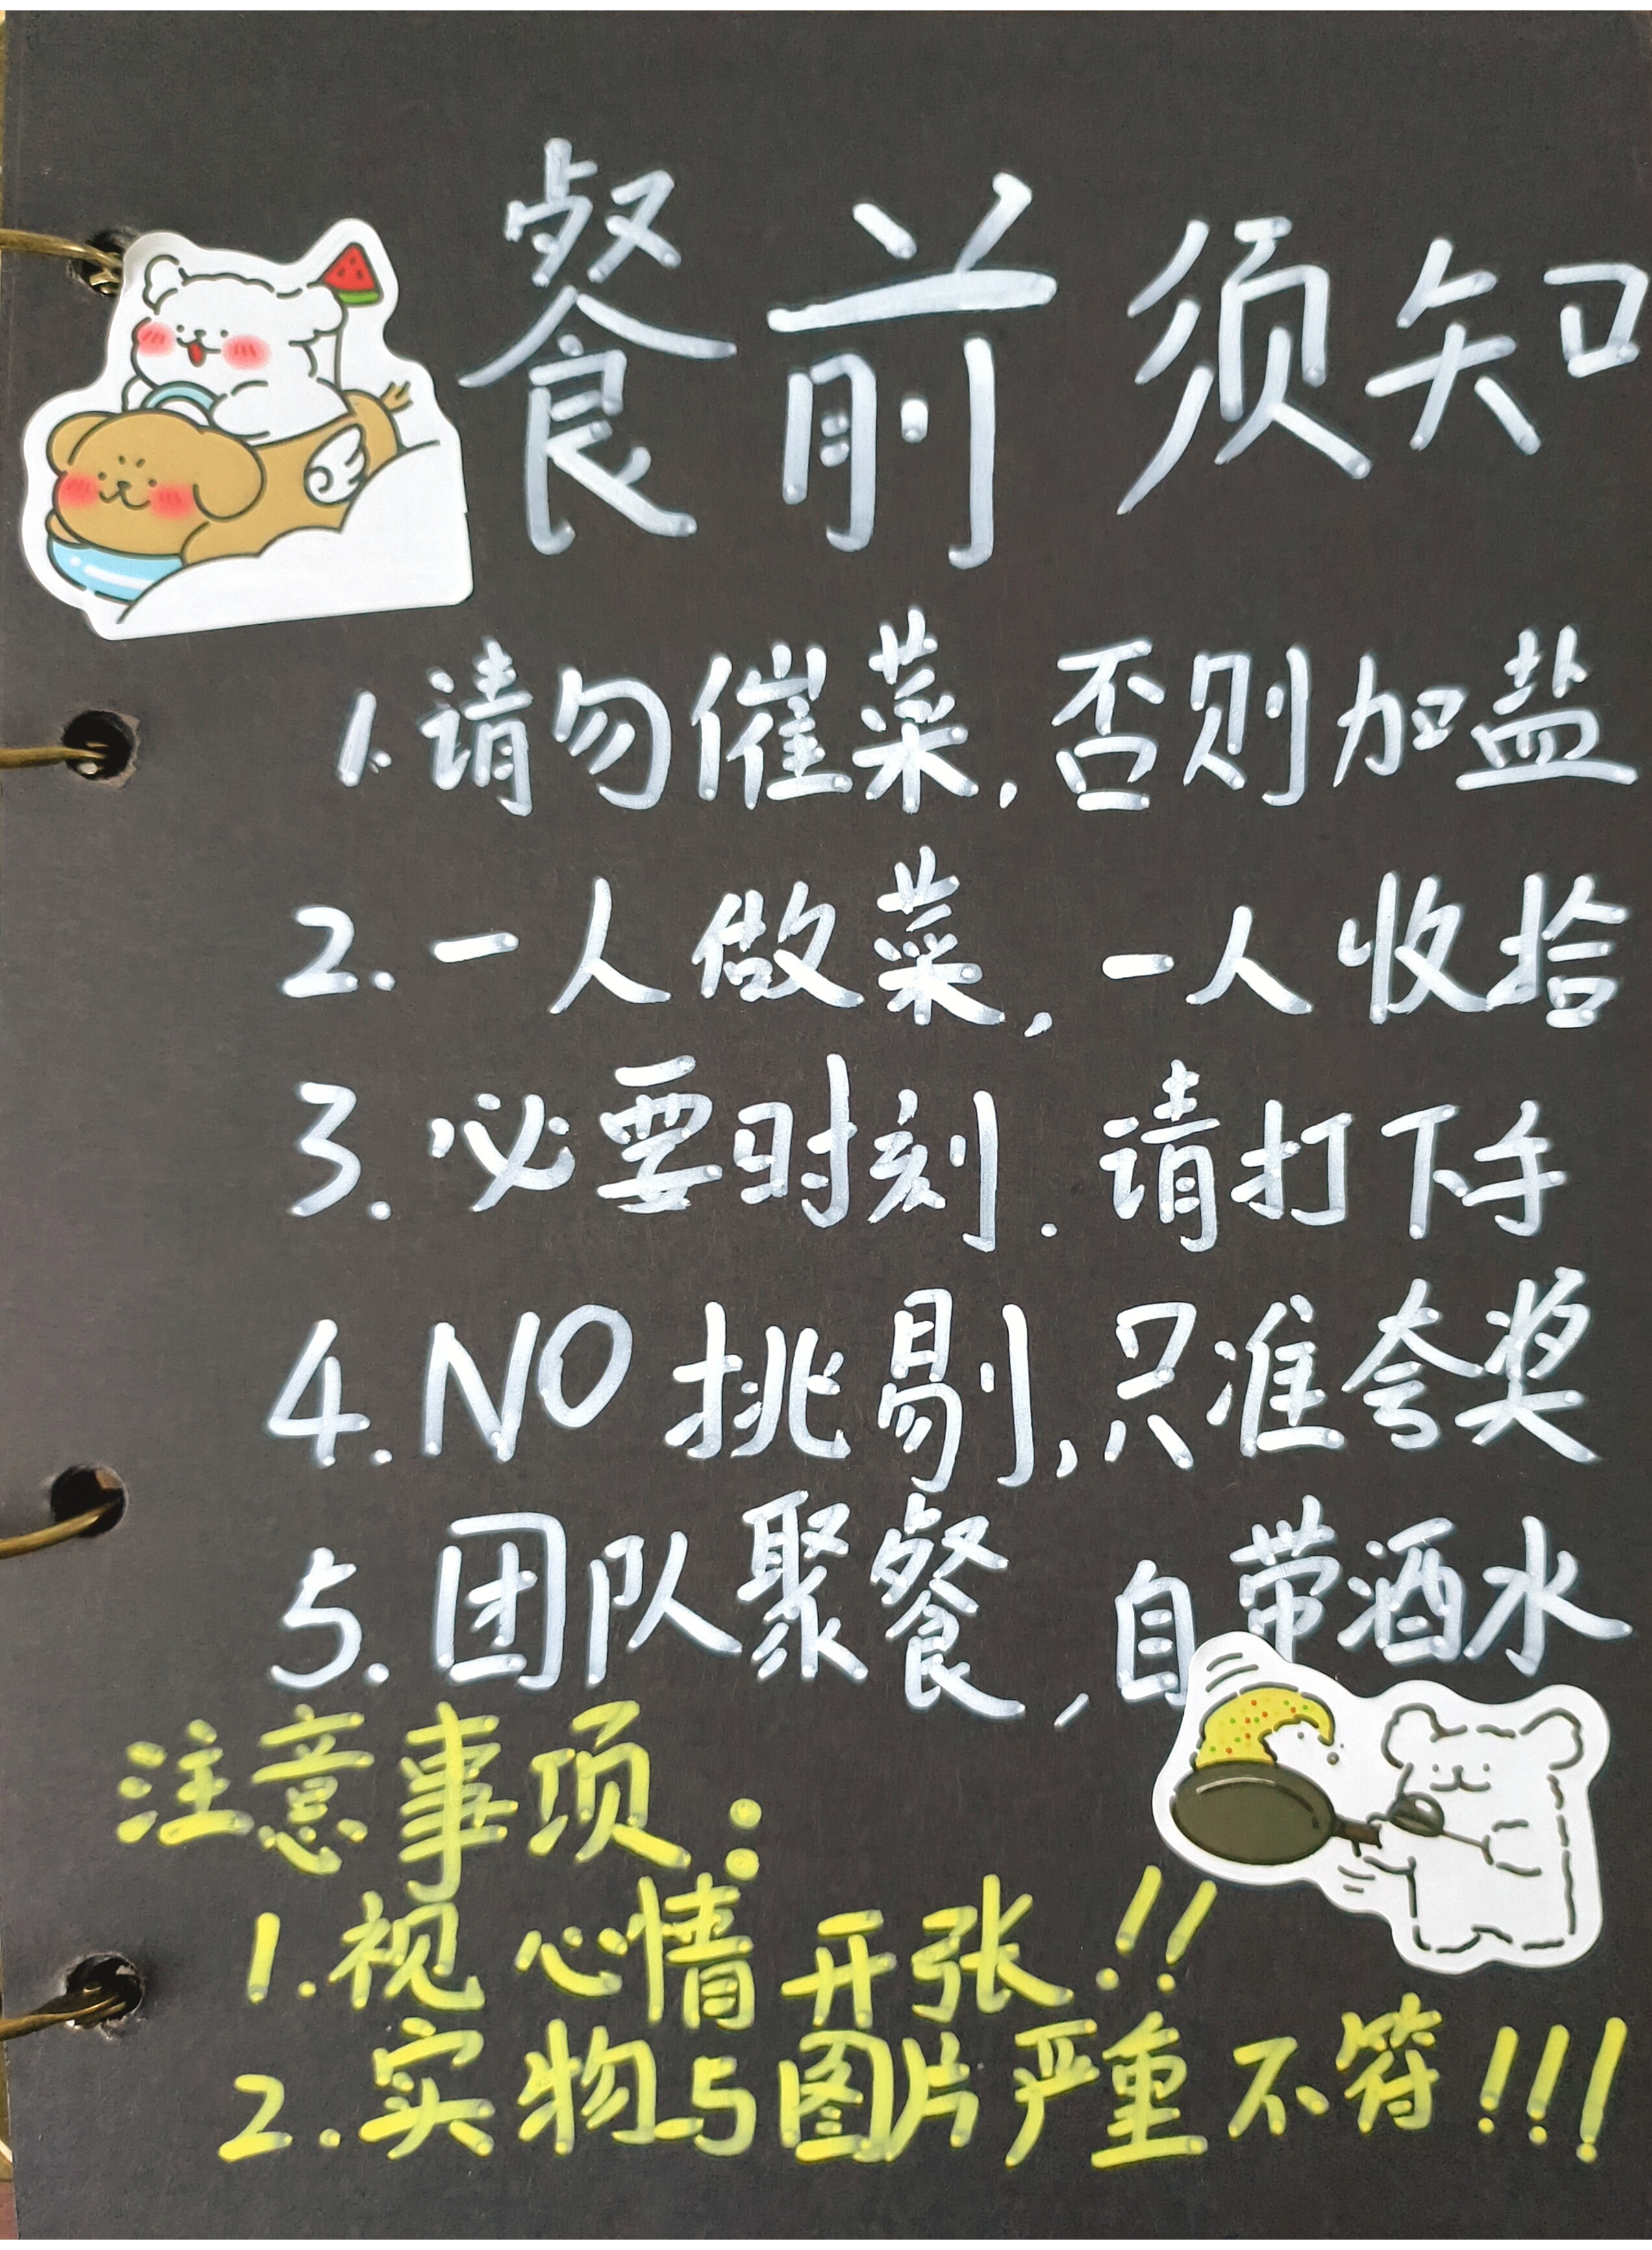 餐前须知
1.请勿催菜,否则加盐
2.一人做菜,一人收拾
3.必要时刻.请打下手
4.NO挑剔,只准夸奖
5.团队聚餐,自带酒水
注意事项:
1.视心情开张!!
2.实物与图片严重不符!!!